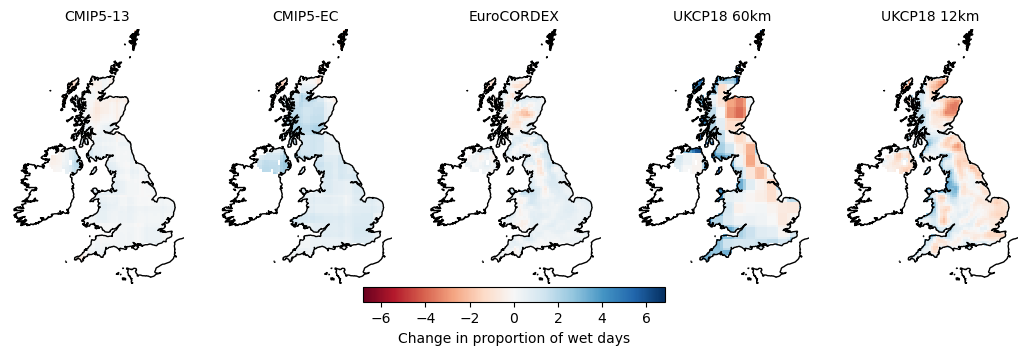 CMIP5-13 CMIP5-EC EuroCORDEX UKCP18 60km UKCP18 12km
−6 −4 −2 0 2 4 6
Change in proportion of wet days